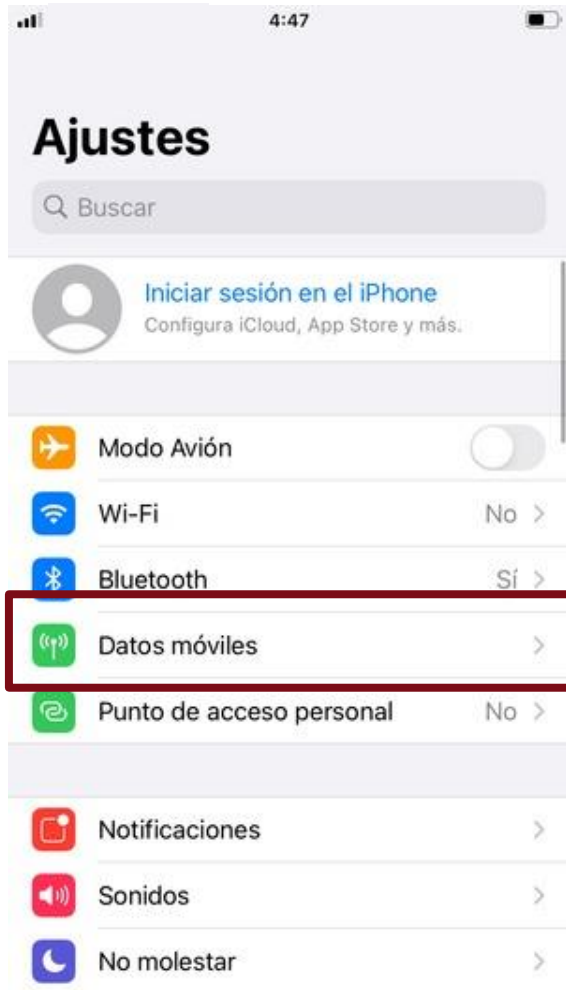 4:47
Ajustes
Buscar
Iniciar sesión en el iPhone
Configura iCloud, App Store y más.
Modo Avión
Wi-Fi No
Bluetooth Sí
Datos móviles
Punto de acceso personal No
Notificaciones
Sonidos
No molestar